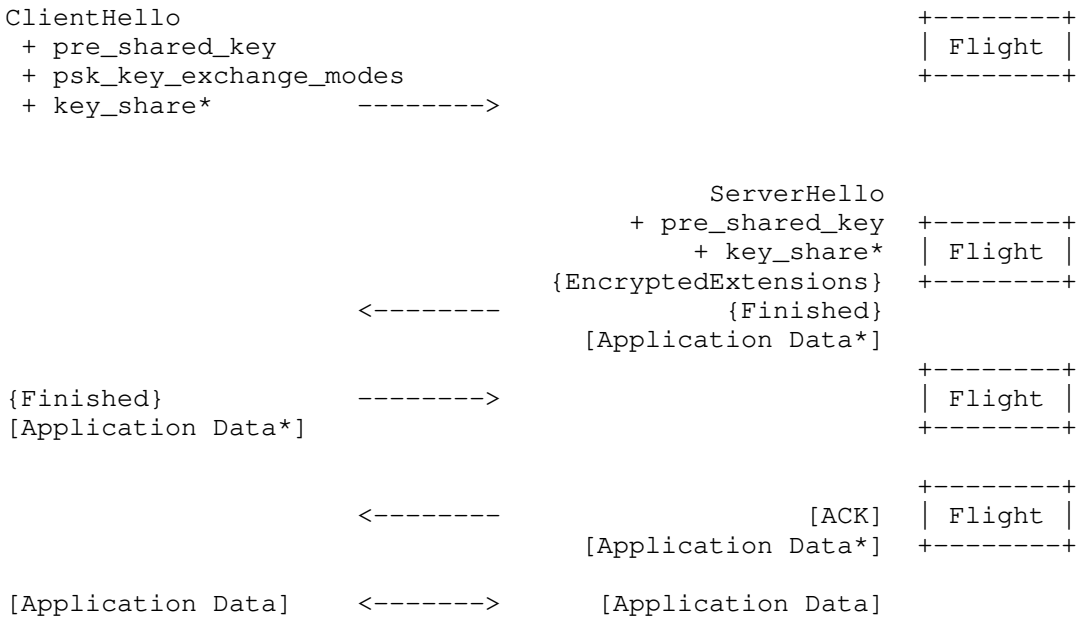 ClientHello                                              +--------+
 + pre_shared_key                                        | Flight |
 + psk_key_exchange_modes                                +--------+
 + key_share*         -------->

                                              ServerHello
                                         + pre_shared_key  +--------+
                                             + key_share*  | Flight |
                                    {EncryptedExtensions}  +--------+
                       <--------               {Finished}
                                      [Application Data*]
                                                           +--------+
{Finished}             -------->                           | Flight |
[Application Data*]                                        +--------+

                                                           +--------+
                       <--------                    [ACK]  | Flight |
                                      [Application Data*]  +--------+

[Application Data]     <------->       [Application Data]